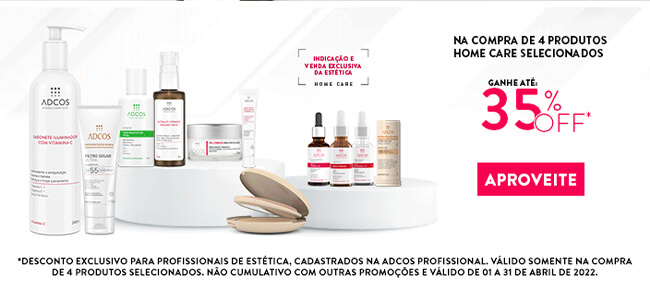 NA COMPRA DE 4 PRODUTOS
HOME CARE SELECIONADOS
GANHE ATÉ:
35%
OFF*
APROVEITE
INDICAÇÃO E
VENDA EXCLUSIVA
DA ESTÉTICA
HOME CARE
ADCOS
SABONETE ILUMINADOR
COM VITAMINA C
ADCOS
FILTRO SOLAR
55
ADCOS
ADCOS
ADCOS
*DESCONTO EXCLUSIVO PARA PROFISSIONAIS DE ESTÉTICA, CADASTRADOS NA ADCOS PROFISSIONAL. VÁLIDO SOMENTE NA COMPRA
DE 4 PRODUTOS SELECIONADOS. NÃO CUMULATIVO COM OUTRAS PROMOÇÕES E VÁLIDO DE 01 A 31 DE ABRIL DE 2022.